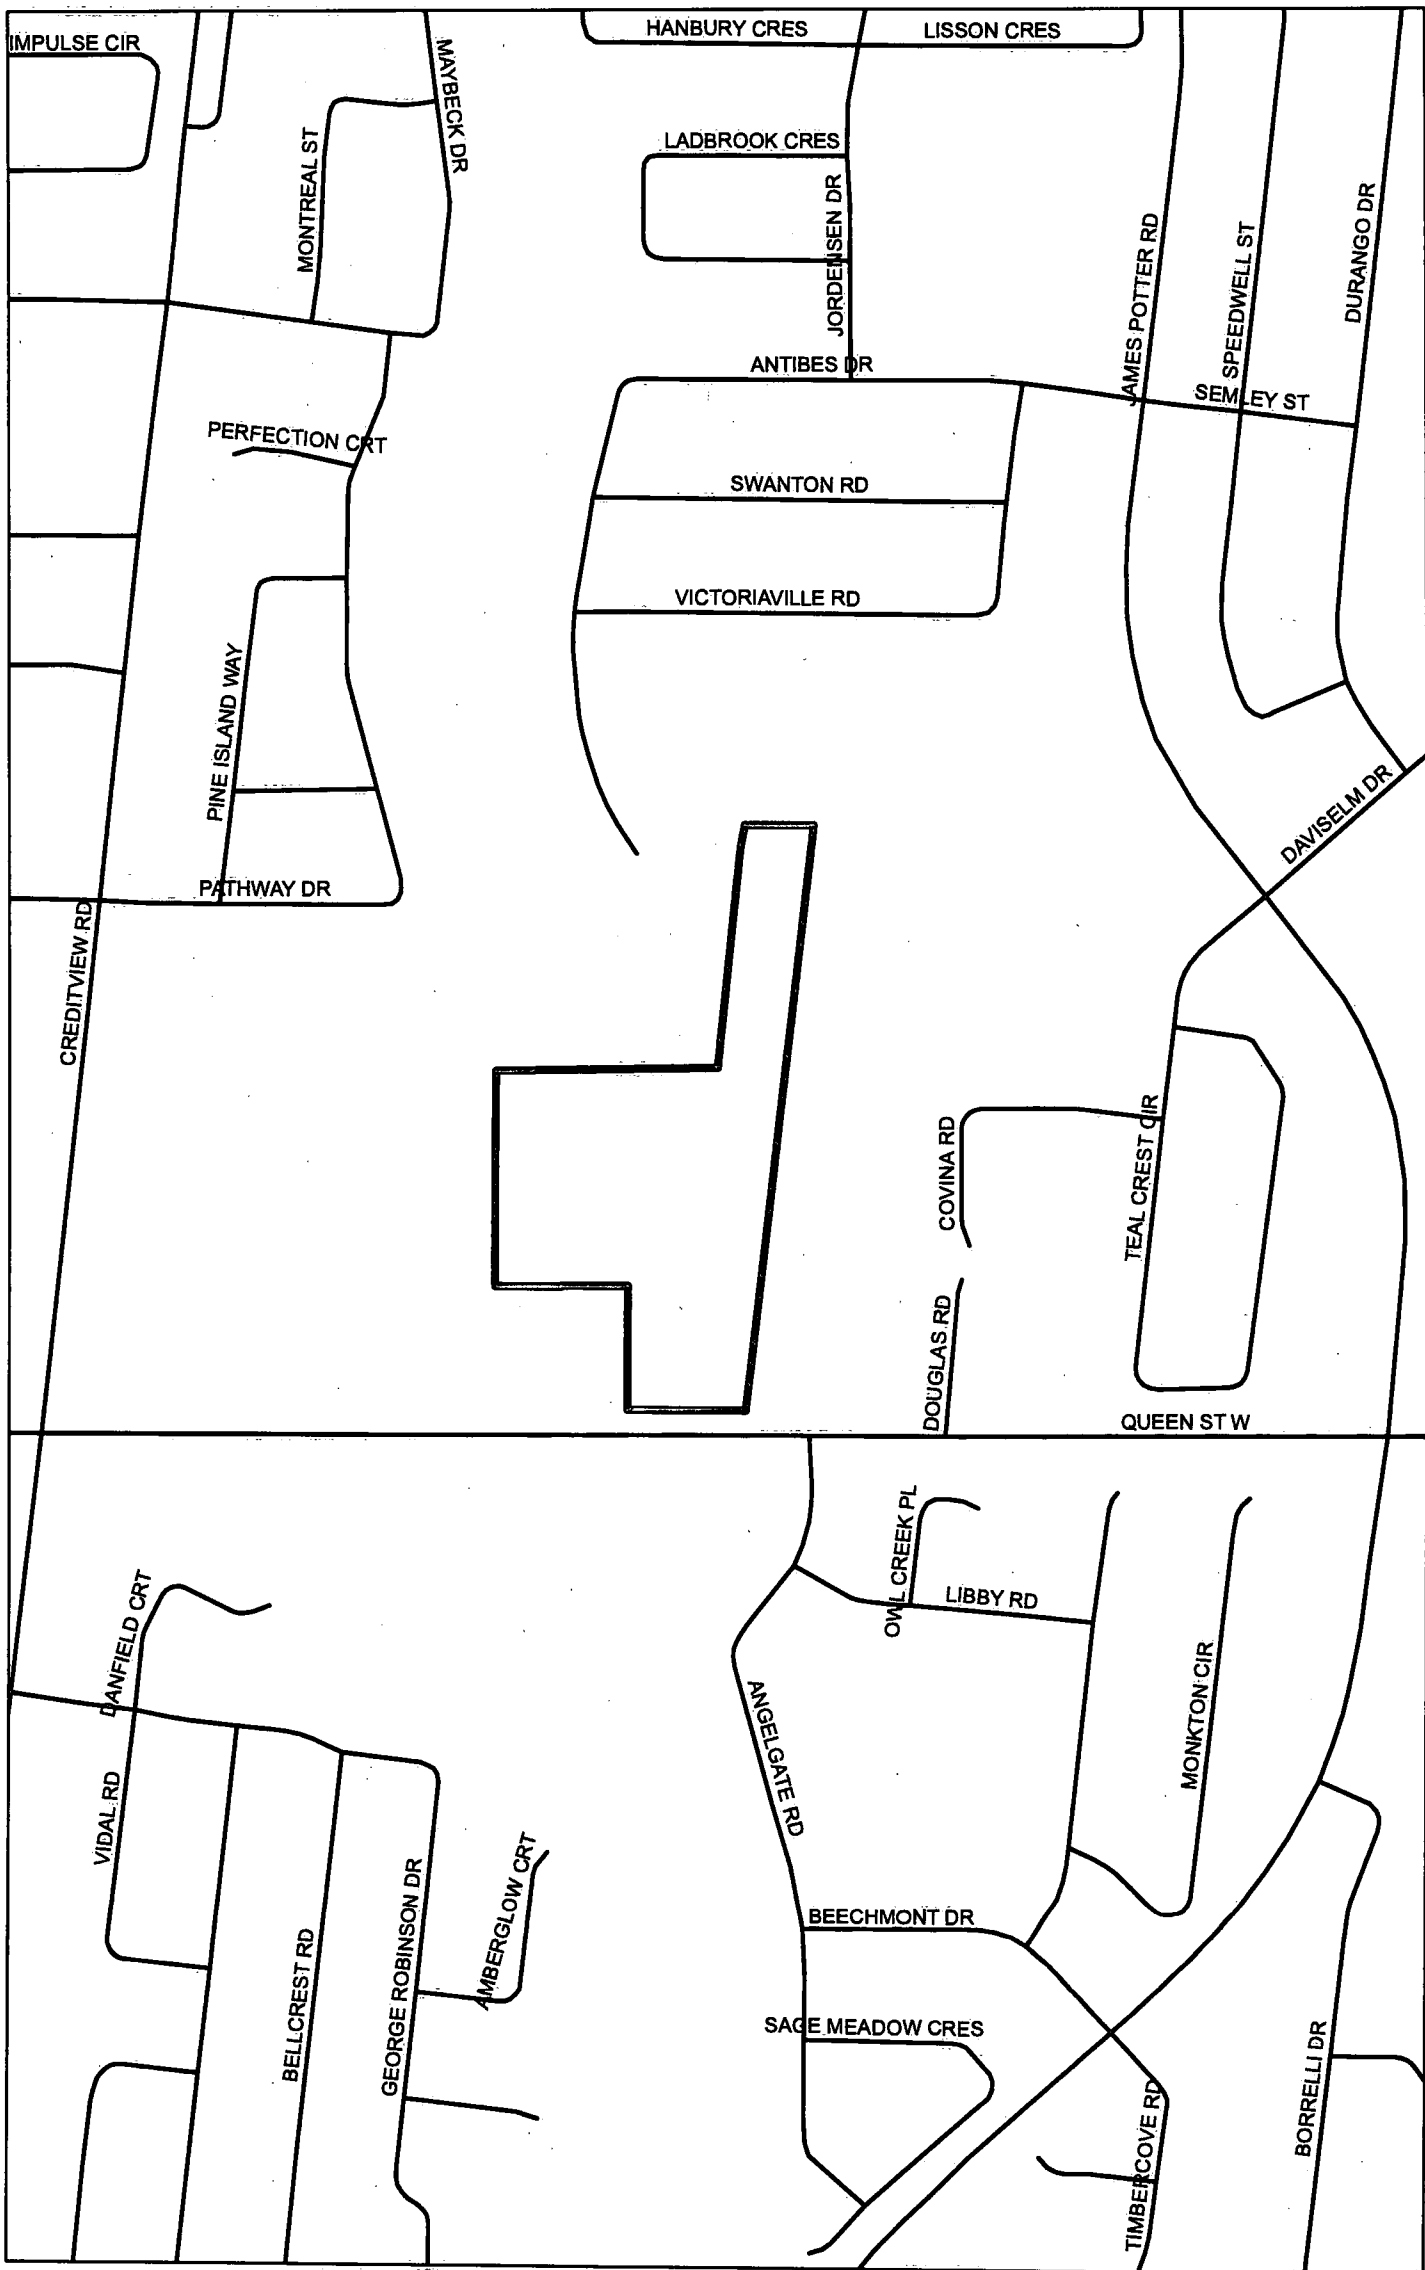 IMPULSE CIR
HANBURY CRES
LISSON CRES
MAYBECK DR
MONTREAL ST
LADBROOK CRES
JORDENSEN DR
JAMES POTTER RD
SPEEDWELL ST
DURANGO DR
ANTIBES DR
SEMLEY ST
PERFECTION CRT
SWANTON RD
VICTORIAVILLE RD
PINE ISLAND WAY
DAVISELM DR
PATHWAY DR
CREDITVIEW RD
COVINA RD
TEAL CREST CIR
DOUGLAS RD
QUEEN ST W
OWL CREEK PL
LIBBY RD
DANFIELD CRT
MONKTON CIR
ANGELGATE RD
VIDAL RD
AMBERGLOW CRT
BEECHMONT DR
GEORGE ROBINSON DR
BELLCREST RD
SAGE MEADOW CRES
BORRELLI DR
TIMBERCOVE RD